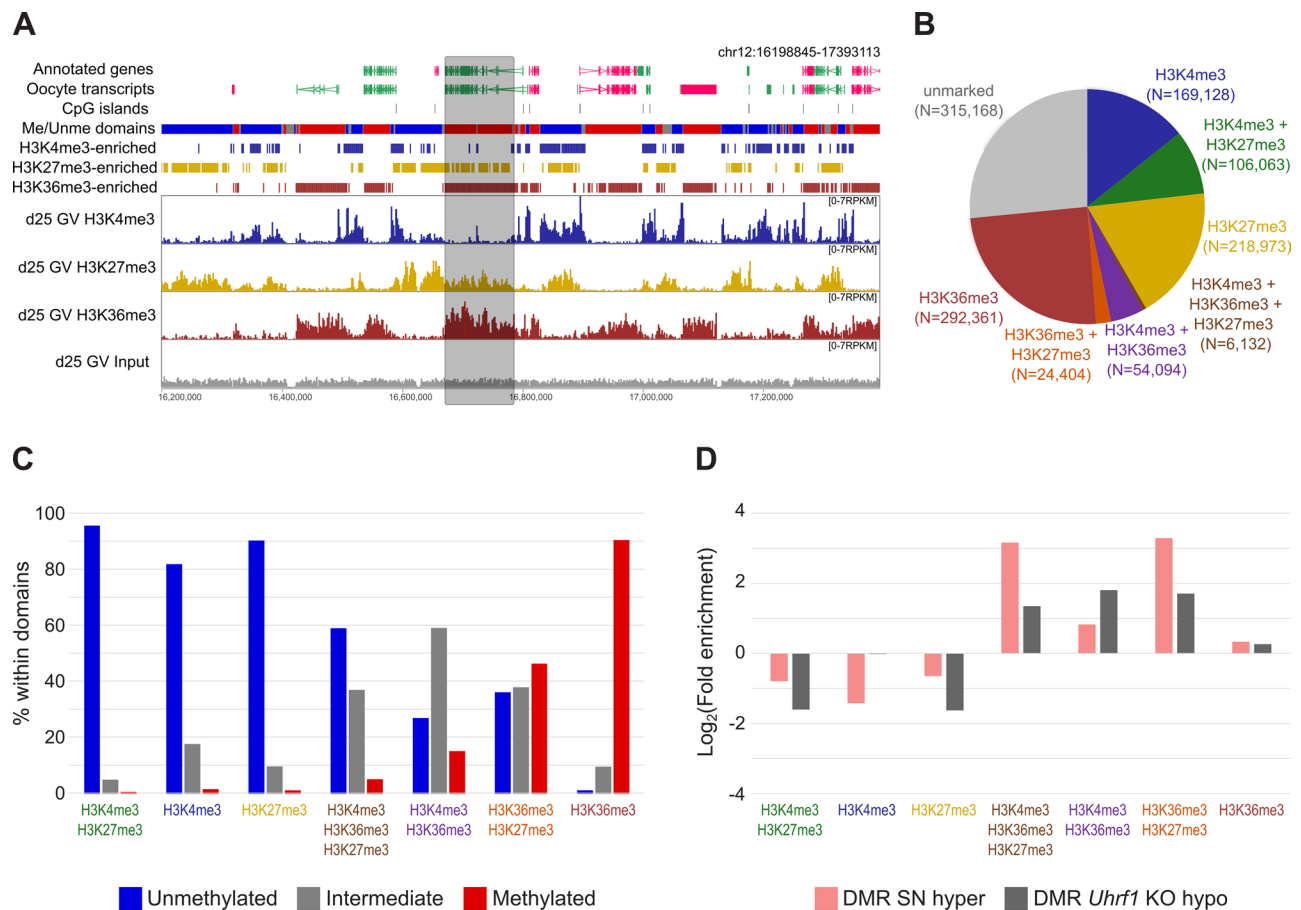 A
chr12:16198845-17393113
Annotated genes
Oocyte transcripts
CpG islands
Me/Unme domains
H3K4me3-enriched
H3K27me3-enriched
H3K36me3-enriched
d25 GV H3K4me3
[0-7RPKM]
d25 GV H3K27me3
[0-7RPKM]
d25 GV H3K36me3
[0-7RPKM]
d25 GV Input
[0-7RPKM]
16,200,000 16,400,000 16,600,000 16,800,000 17,000,000 17,200,000
B
unmarked
(N=315,168)
H3K4me3
(N=169,128)
H3K4me3 +
H3K27me3
(N=106,063)
H3K27me3
(N=218,973)
H3K4me3 +
H3K36me3 +
H3K27me3
(N=6,132)
H3K4me3 +
H3K36me3
(N=54,094)
H3K36me3 +
H3K27me3
(N=24,404)
H3K36me3
(N=292,361)
C
% within domains
100
80
60
40
20
0
H3K4me3 H3K4me3 H3K27me3 H3K4me3 H3K4me3 H3K36me3 H3K36me3
H3K27me3 H3K36me3 H3K36me3 H3K27me3
H3K27me3
Unmethylated Intermediate Methylated
D
Log2(Fold enrichment)
4
2
0
-2
-4
H3K4me3 H3K4me3 H3K27me3 H3K4me3 H3K4me3 H3K36me3 H3K36me3
H3K27me3 H3K36me3 H3K36me3 H3K27me3
H3K27me3
DMR SN hyper DMR Uhrf1 KO hypo